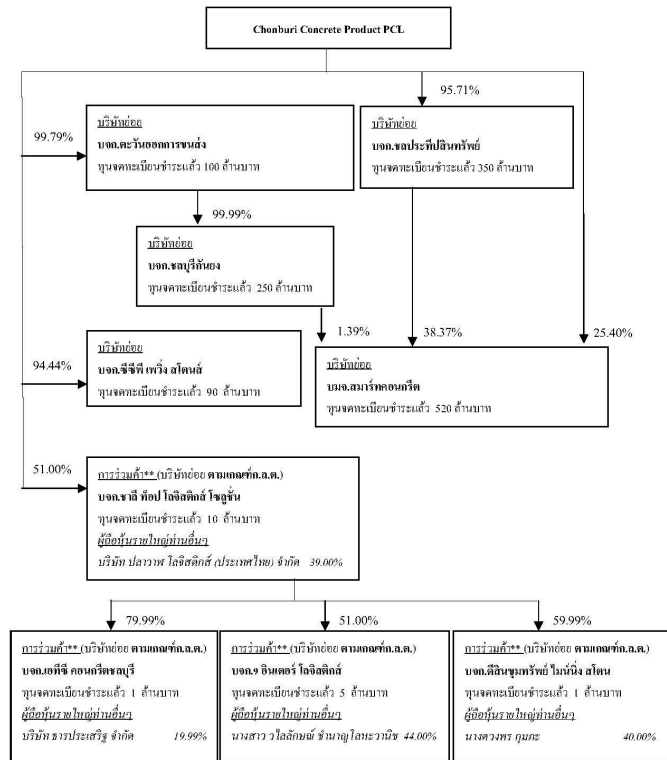 Chonburi Concrete Product PCL
95.71%
99.79%
บริษัทย่อย
บจก.ตะวันออกการขนส่ง
ทุนจดทะเบียนชำระแล้ว 100 ล้านบาท
บริษัทย่อย
บจก.ชลประทีปสินทรัพย์
ทุนจดทะเบียนชำระแล้ว 350 ล้านบาท
99.99%
บริษัทย่อย
บจก.ชลบุรีกันยง
ทุนจดทะเบียนชำระแล้ว 250 ล้านบาท
1.39%
38.37%
25.40%
94.44%
บริษัทย่อย
บจก.ซีซีพี เพวิ่ง สโตนส์
ทุนจดทะเบียนชำระแล้ว 90 ล้านบาท
บริษัทย่อย
บมจ.สมาร์ทคอนกรีต
ทุนจดทะเบียนชำระแล้ว 520 ล้านบาท
51.00%
การร่วมค้า** (บริษัทย่อย ตามเกณฑ์ก.ล.ต.)
บจก.ชาลี ท็อป โลจิสติกส์ โซลูชั่น
ทุนจดทะเบียนชำระแล้ว 10 ล้านบาท
ผู้ถือหุ้นรายใหญ่ท่านอื่นๆ
บริษัท ปลาวาฬ โลจิสติกส์ (ประเทศไทย) จำกัด 39.00%
79.99%
51.00%
59.99%
การร่วมค้า** (บริษัทย่อย ตามเกณฑ์ก.ล.ต.)
บจก.เอทีซี คอนกรีตชลบุรี
ทุนจดทะเบียนชำระแล้ว 1 ล้านบาท
ผู้ถือหุ้นรายใหญ่ท่านอื่นๆ
บริษัท ธารประเสริฐ จำกัด 19.99%
การร่วมค้า** (บริษัทย่อย ตามเกณฑ์ก.ล.ต.)
บจก.9 อินเตอร์ โลจิสติกส์
ทุนจดทะเบียนชำระแล้ว 5 ล้านบาท
ผู้ถือหุ้นรายใหญ่ท่านอื่นๆ
นางสาว วไลลักษณ์ ชำนาญโลหะวานิช 44.00%
การร่วมค้า** (บริษัทย่อย ตามเกณฑ์ก.ล.ต.)
บจก.ดีสินขุมทรัพย์ ไมน์นิ่ง สโตน
ทุนจดทะเบียนชำระแล้ว 1 ล้านบาท
ผู้ถือหุ้นรายใหญ่ท่านอื่นๆ
นางดวงพร กุมภะ 40.00%